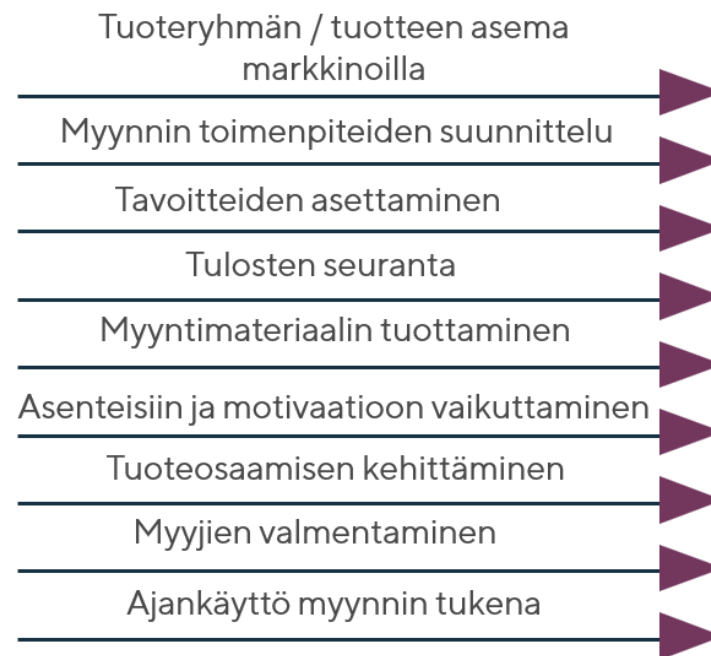 Tuoteryhmän / tuotteen asema
markkinoilla
Myynnin toimenpiteiden suunnittelu
Tavoitteiden asettaminen
Tulosten seuranta
Myyntimateriaalin tuottaminen
Asenteisiin ja motivaatioon vaikuttaminen
Tuoteosaamisen kehittäminen
Myyjien valmentaminen
Ajankäyttö myynnin tukena